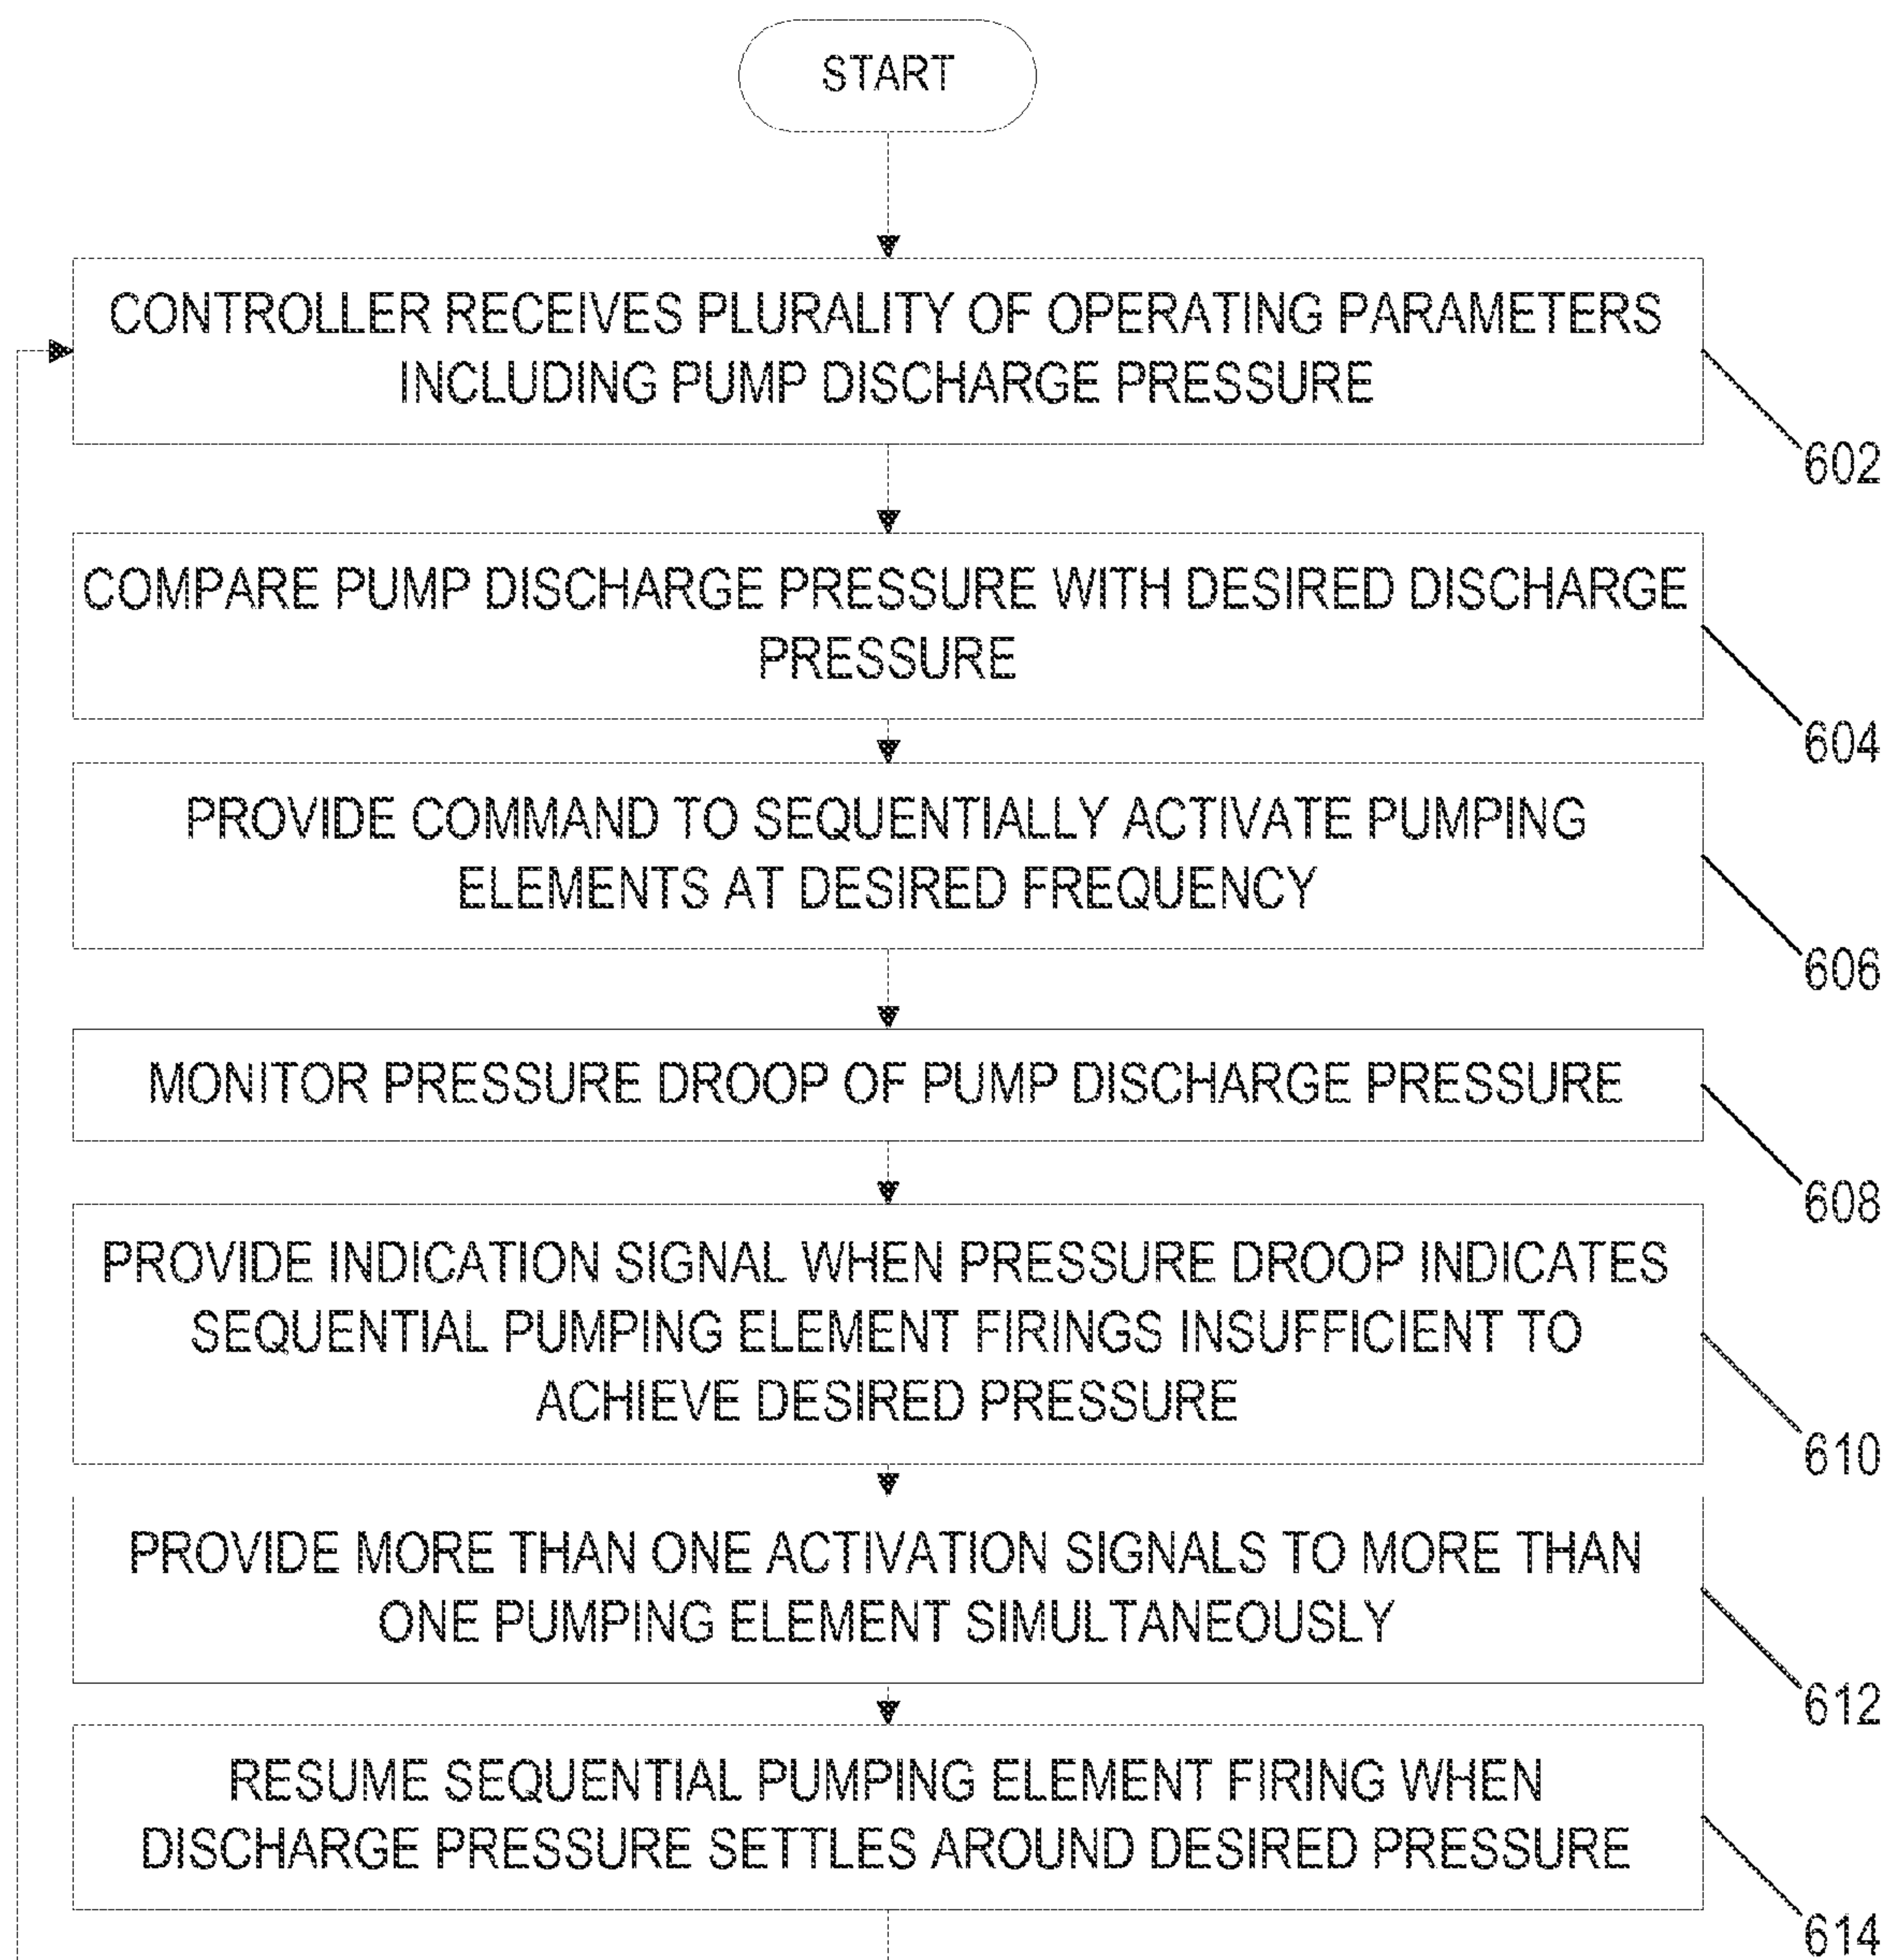 START
CONTROLLER RECEIVES PLURALITY OF OPERATING PARAMETERS
INCLUDING PUMP DISCHARGE PRESSURE
602
COMPARE PUMP DISCHARGE PRESSURE WITH DESIRED DISCHARGE
PRESSURE
604
PROVIDE COMMAND TO SEQUENTIALLY ACTIVATE PUMPING
ELEMENTS AT DESIRED FREQUENCY
606
MONITOR PRESSURE DROOP OF PUMP DISCHARGE PRESSURE
608
PROVIDE INDICATION SIGNAL WHEN PRESSURE DROOP INDICATES
SEQUENTIAL PUMPING ELEMENT FIRINGS INSUFFICIENT TO
ACHIEVE DESIRED PRESSURE
610
PROVIDE MORE THAN ONE ACTIVATION SIGNALS TO MORE THAN
ONE PUMPING ELEMENT SIMULTANEOUSLY
612
RESUME SEQUENTIAL PUMPING ELEMENT FIRING WHEN
DISCHARGE PRESSURE SETTLES AROUND DESIRED PRESSURE
614